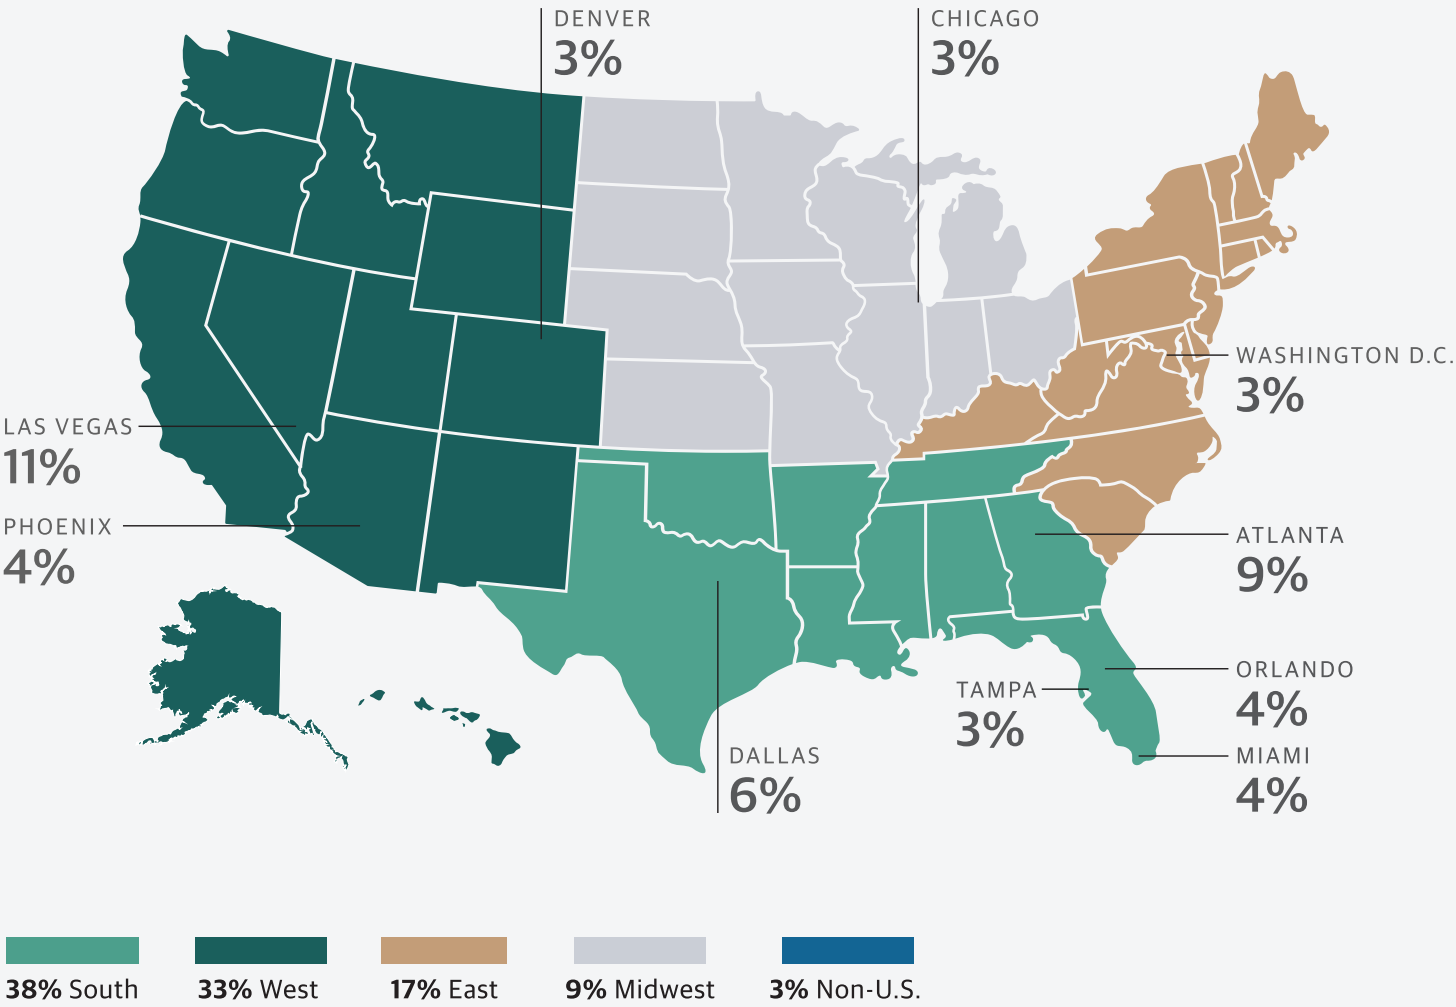 DENVER
3%
CHICAGO
3%
WASHINGTON D.C.
3%
LAS VEGAS
11%
PHOENIX
4%
ATLANTA
9%
ORLANDO
4%
TAMPA
3%
MIAMI
4%
DALLAS
6%
38% South
33% West
17% East
9% Midwest
3% Non-U.S.